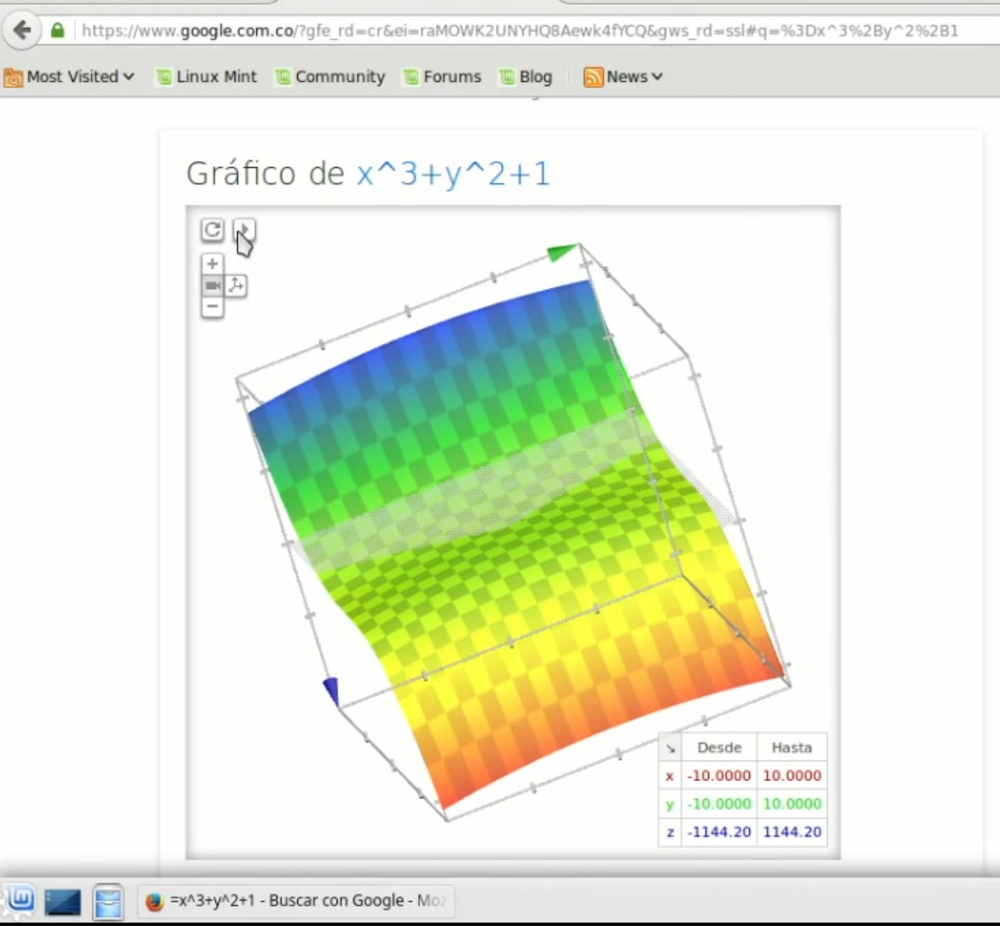 https://www.google.com.co/?gfe_rd=cr&ei=raMOWK2UNYHQ8Aewk4fYCQ&gws_rd=ssl#q=%3Dx^3%2By^2%2B1
Most Visited Linux Mint Community Forums Blog News
Gráfico de x^3+y^2+1
Desde Hasta
x -10.0000 10.0000
y -10.0000 10.0000
z -1144.20 1144.20
=x^3+y^2+1 - Buscar con Google - Moz